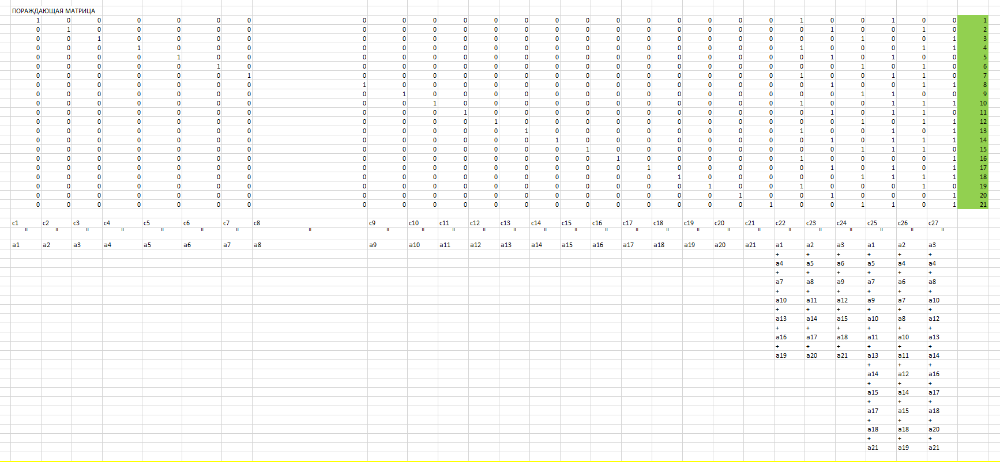 ПОРАЖДАЮЩАЯ МАТРИЦА
1 0 0 0 0 0 0 0 0 0 0 0 0 0 0 0 0 0 0 0 0 1 0 0 1 0 0 1
0 1 0 0 0 0 0 0 0 0 0 0 0 0 0 0 0 0 0 0 0 0 1 0 0 1 0 2
0 0 1 0 0 0 0 0 0 0 0 0 0 0 0 0 0 0 0 0 0 0 0 1 0 0 1 3
0 0 0 1 0 0 0 0 0 0 0 0 0 0 0 0 0 0 0 0 0 1 0 0 0 1 1 4
0 0 0 0 1 0 0 0 0 0 0 0 0 0 0 0 0 0 0 0 0 0 1 0 1 0 0 5
0 0 0 0 0 1 0 0 0 0 0 0 0 0 0 0 0 0 0 0 0 0 0 1 0 1 0 6
0 0 0 0 0 0 1 0 0 0 0 0 0 0 0 0 0 0 0 0 0 1 0 0 1 1 0 7
0 0 0 0 0 0 0 1 0 0 0 0 0 0 0 0 0 0 0 0 0 0 1 0 0 1 1 8
0 0 0 0 0 0 0 0 1 0 0 0 0 0 0 0 0 0 0 0 0 0 0 1 1 0 0 9
0 0 0 0 0 0 0 0 0 1 0 0 0 0 0 0 0 0 0 0 0 1 0 0 1 1 1 10
0 0 0 0 0 0 0 0 0 0 1 0 0 0 0 0 0 0 0 0 0 0 1 0 1 1 0 11
0 0 0 0 0 0 0 0 0 0 0 1 0 0 0 0 0 0 0 0 0 0 0 1 0 1 1 12
0 0 0 0 0 0 0 0 0 0 0 0 1 0 0 0 0 0 0 0 0 1 0 0 1 0 1 13
0 0 0 0 0 0 0 0 0 0 0 0 0 1 0 0 0 0 0 0 0 0 1 0 1 1 1 14
0 0 0 0 0 0 0 0 0 0 0 0 0 0 1 0 0 0 0 0 0 0 0 1 1 1 0 15
0 0 0 0 0 0 0 0 0 0 0 0 0 0 0 1 0 0 0 0 0 1 0 0 0 0 1 16
0 0 0 0 0 0 0 0 0 0 0 0 0 0 0 0 1 0 0 0 0 0 1 0 1 0 1 17
0 0 0 0 0 0 0 0 0 0 0 0 0 0 0 0 0 1 0 0 0 0 0 1 1 1 1 18
0 0 0 0 0 0 0 0 0 0 0 0 0 0 0 0 0 0 1 0 0 1 0 0 0 1 0 19
0 0 0 0 0 0 0 0 0 0 0 0 0 0 0 0 0 0 0 1 0 0 1 0 0 0 1 20
0 0 0 0 0 0 0 0 0 0 0 0 0 0 0 0 0 0 0 0 1 0 0 1 1 0 1 21
c1 c2 c3 c4 c5 c6 c7 c8 c9 c10 c11 c12 c13 c14 c15 c16 c17 c18 c19 c20 c21 c22 c23 c24 c25 c26 c27
= = = = = = = = = = = = = = = = = = = = = = = = = = =
a1 a2 a3 a4 a5 a6 a7 a8 a9 a10 a11 a12 a13 a14 a15 a16 a17 a18 a19 a20 a21 a1 a2 a3 a1 a2 a3
+ + + + + +
a4 a5 a6 a5 a4 a4
+ + + + + +
a7 a8 a9 a7 a6 a8
+ + + + + +
a10 a11 a12 a9 a7 a10
+ + + + + +
a13 a14 a15 a10 a8 a12
+ + + + + +
a16 a17 a18 a11 a10 a13
+ + + + + +
a19 a20 a21 a13 a11 a14
+ + +
a14 a12 a16
+ + +
a15 a14 a17
+ + +
a17 a15 a18
+ + +
a18 a18 a20
+ + +
a21 a19 a21